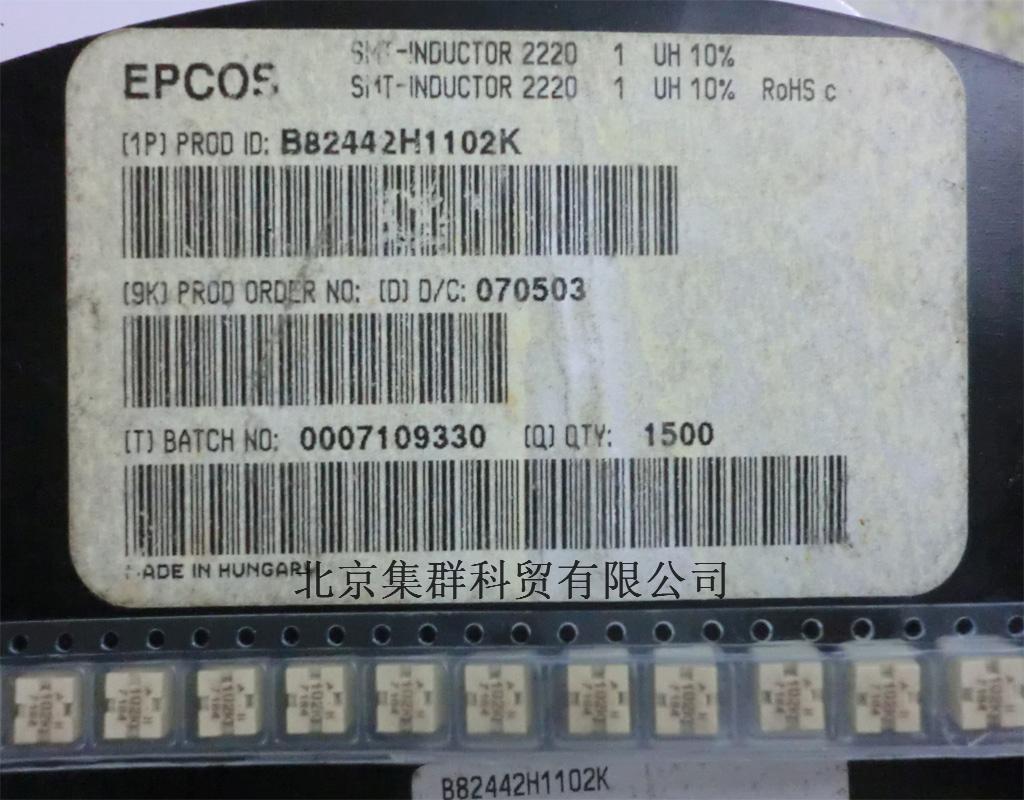 EPCOS
SMT-INDUCTOR 2220 1 UH 10%
SMT-INDUCTOR 2220 1 UH 10% RoHS c
(1P) PROD ID: B82442H1102K
(9K) PROD ORDER NO: (D) D/C: 070503
(T) BATCH NO: 0007109330 (Q) QTY: 1500
MADE IN HUNGARY
北京集群科贸有限公司
B82442H1102K